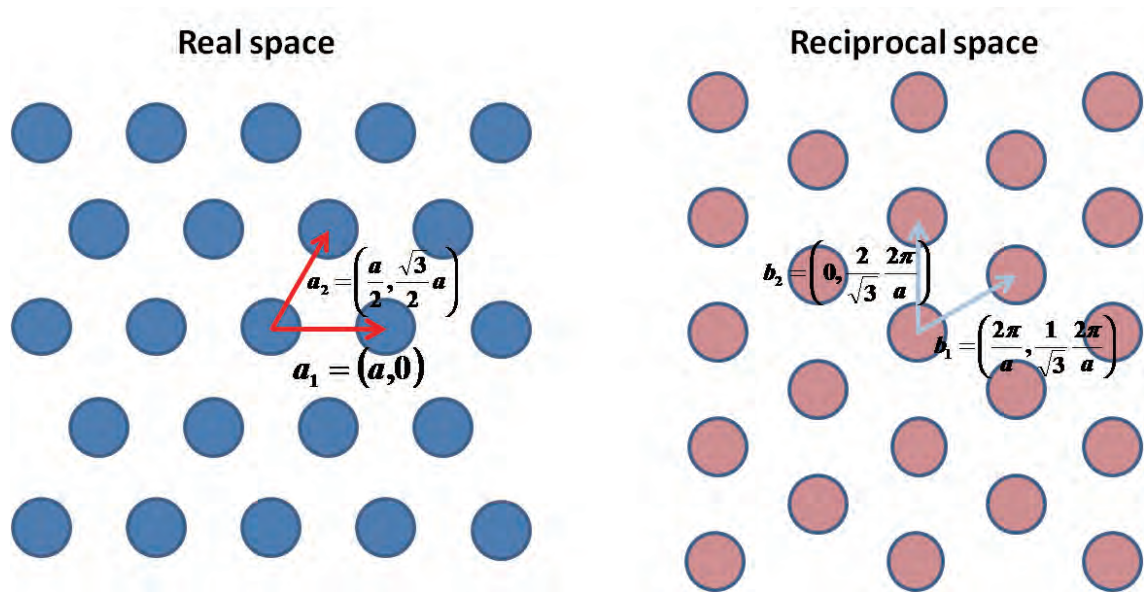 Real space
Reciprocal space
a₂ = (a/2, √3/2 a)
a₁ = (a,0)
b₂ = (0, 2/√3 2π/a)
b₁ = (2π/a, 1/√3 2π/a)